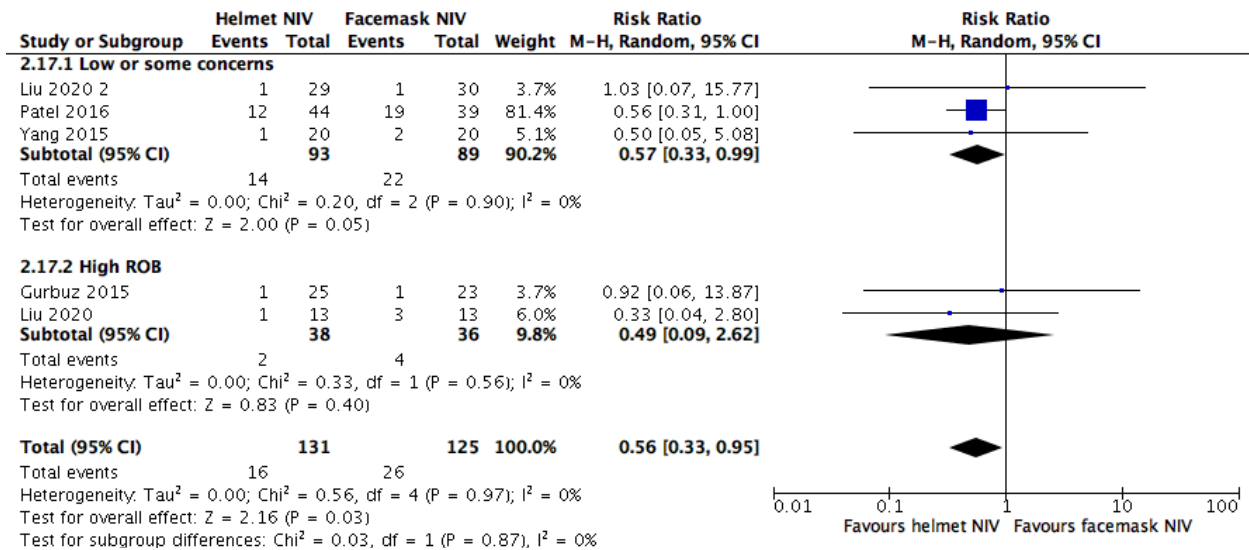 Helmet NIV Facemask NIV Risk Ratio Risk Ratio
Study or Subgroup Events Total Events Total Weight M-H, Random, 95% CI M-H, Random, 95% CI
2.17.1 Low or some concerns
Liu 2020 2 1 29 1 30 3.7% 1.03 [0.07, 15.77]
Patel 2016 12 44 19 39 81.4% 0.56 [0.31, 1.00]
Yang 2015 1 20 2 20 5.1% 0.50 [0.05, 5.08]
Subtotal (95% CI) 93 89 90.2% 0.57 [0.33, 0.99]
Total events 14 22
Heterogeneity: Tau² = 0.00; Chi² = 0.20, df = 2 (P = 0.90); I² = 0%
Test for overall effect: Z = 2.00 (P = 0.05)
2.17.2 High ROB
Gurbuz 2015 1 25 1 23 3.7% 0.92 [0.06, 13.87]
Liu 2020 1 13 3 13 6.0% 0.33 [0.04, 2.80]
Subtotal (95% CI) 38 36 9.8% 0.49 [0.09, 2.62]
Total events 2 4
Heterogeneity: Tau² = 0.00; Chi² = 0.33, df = 1 (P = 0.56); I² = 0%
Test for overall effect: Z = 0.83 (P = 0.40)
Total (95% CI) 131 125 100.0% 0.56 [0.33, 0.95]
Total events 16 26
Heterogeneity: Tau² = 0.00; Chi² = 0.56, df = 4 (P = 0.97); I² = 0%
Test for overall effect: Z = 2.16 (P = 0.03)
Test for subgroup differences: Chi² = 0.03, df = 1 (P = 0.87), I² = 0%
0.01 0.1 1 10 100
Favours helmet NIV Favours facemask NIV